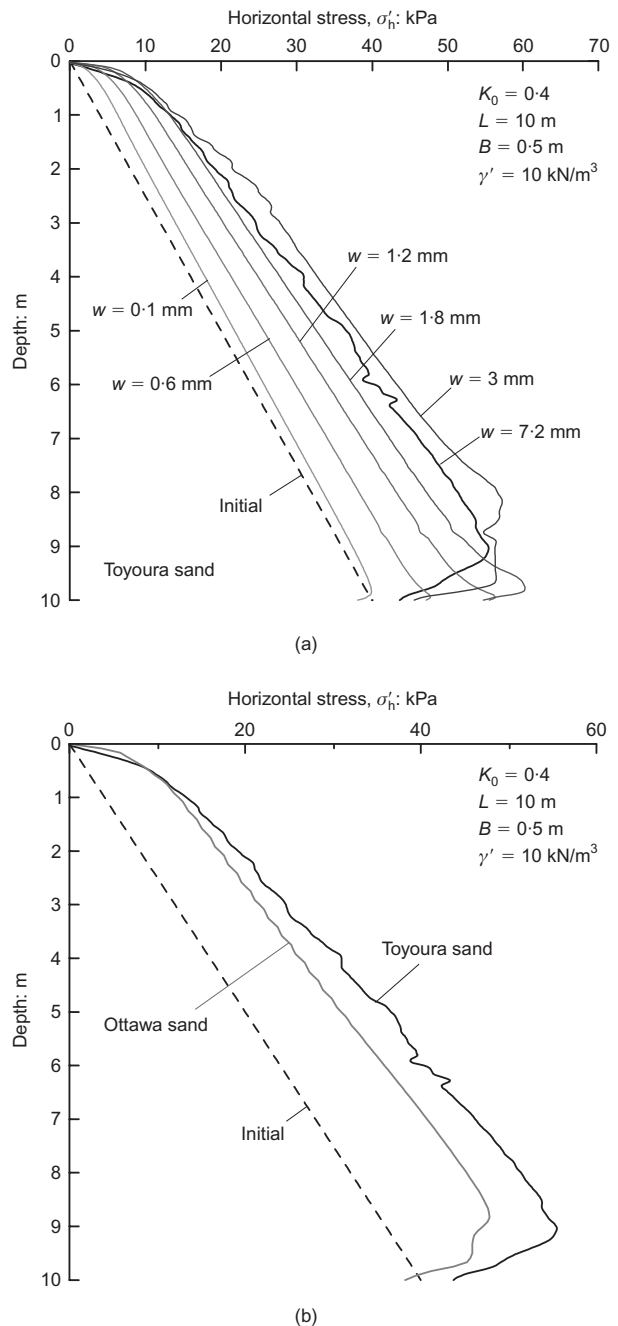 Horizontal stress, σ′h: kPa
0 10 20 30 40 50 60 70
0
1
2
3
4
5
6
7
8
9
10
Depth: m
K0 = 0·4
L = 10 m
B = 0·5 m
γ′ = 10 kN/m3
w = 1·2 mm
w = 0·1 mm
w = 1·8 mm
w = 0·6 mm
w = 3 mm
w = 7·2 mm
Initial
Toyoura sand
(a)
Horizontal stress, σ′h: kPa
0 20 40 60
0
1
2
3
4
5
6
7
8
9
10
Depth: m
K0 = 0·4
L = 10 m
B = 0·5 m
γ′ = 10 kN/m3
Toyoura sand
Ottawa sand
Initial
(b)